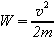 W = v²/2m